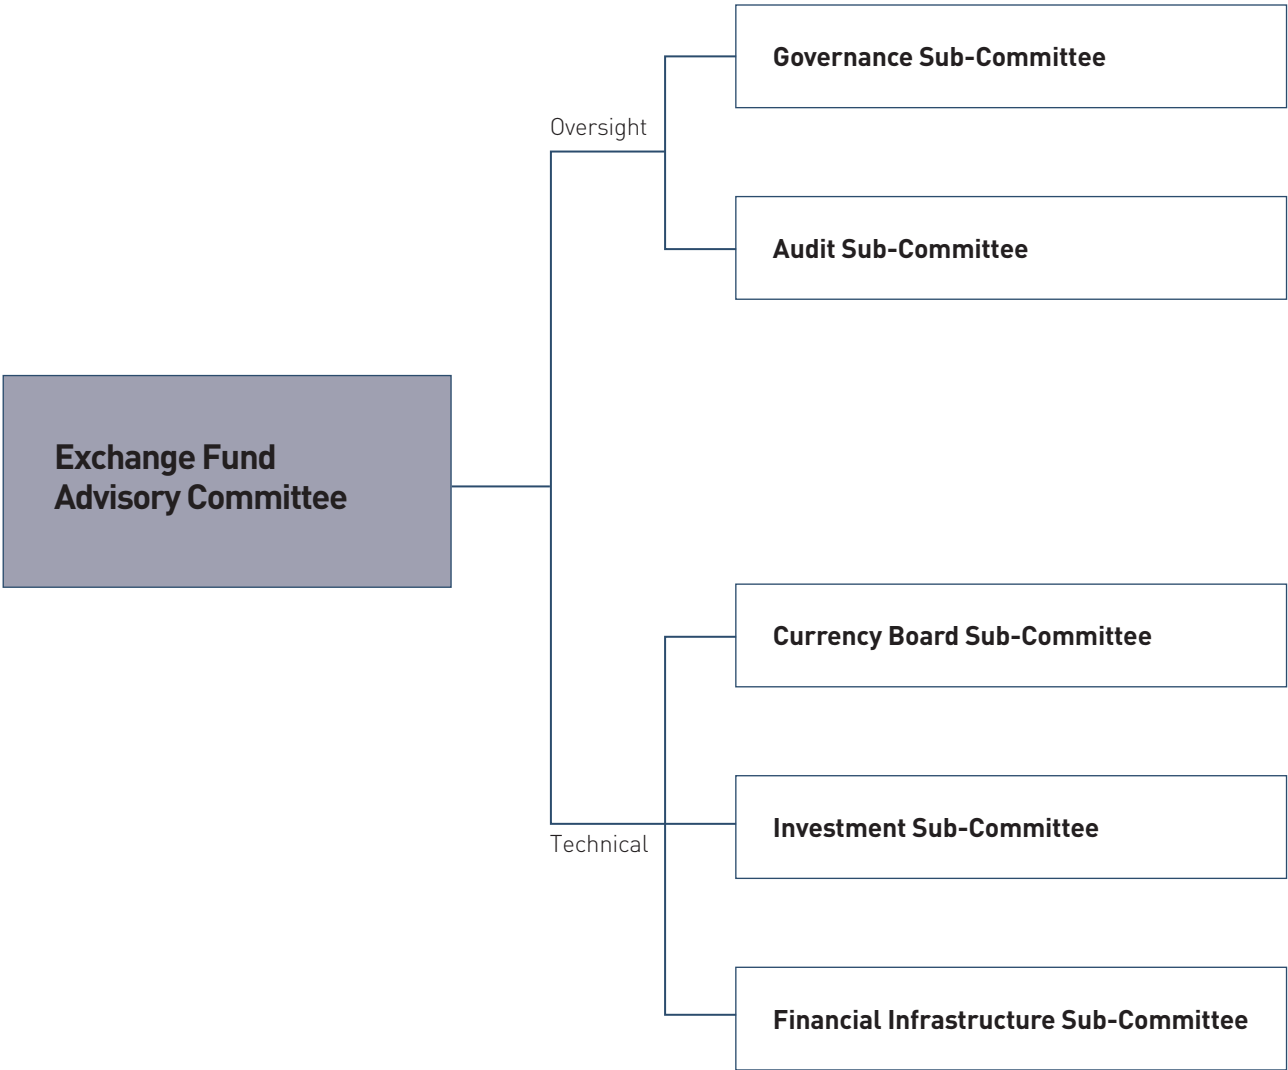 Governance Sub-Committee
Oversight
Audit Sub-Committee
Exchange Fund
Advisory Committee
Currency Board Sub-Committee
Investment Sub-Committee
Technical
Financial Infrastructure Sub-Committee